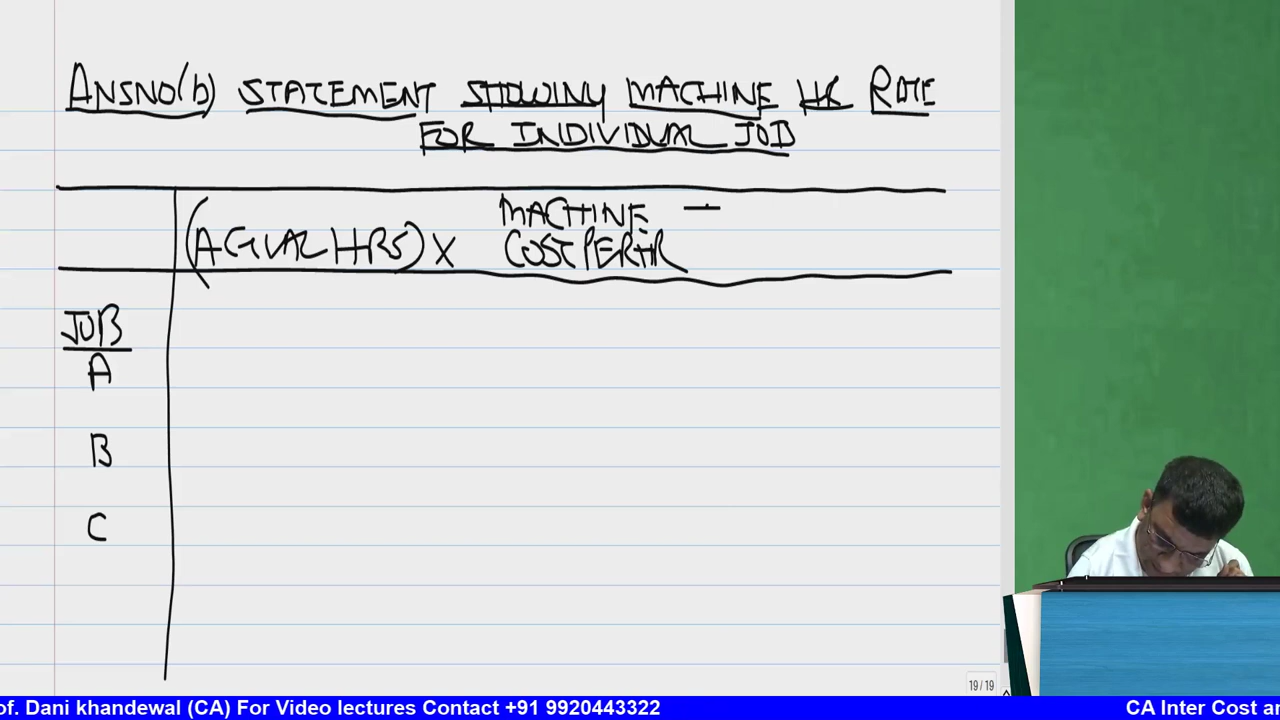 ANSNO(b) STATEMENT SHOWING MACHINE HR RATE
FOR INDIVIDUAL JOB
(ACTUAL HRS) X MACHINE COST PER HR —
JOB
A
B
C
19/19
of. Dani khandewal (CA) For Video lectures Contact +91 9920443322
CA Inter Cost ar